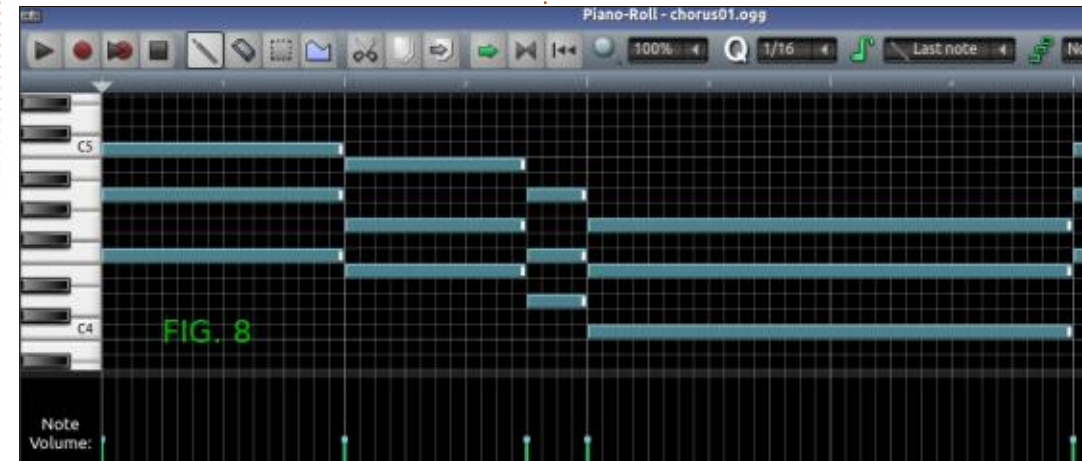 Piano-Roll - chorus01.ogg
100% Q 1/16 Last note
C5
C4
FIG. 8
Note
Volume: